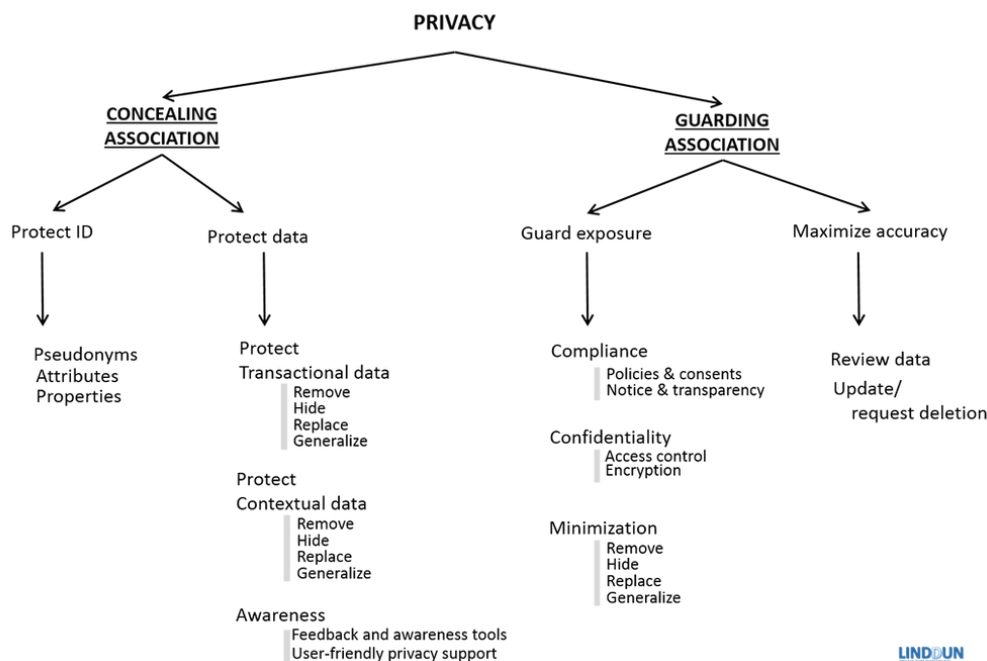 PRIVACY
CONCEALING
ASSOCIATION
GUARDING
ASSOCIATION
Protect ID
Protect data
Guard exposure
Maximize accuracy
Pseudonyms
Attributes
Properties
Protect
Transactional data
Remove
Hide
Replace
Generalize
Protect
Contextual data
Remove
Hide
Replace
Generalize
Awareness
Feedback and awareness tools
User-friendly privacy support
Compliance
Policies & consents
Notice & transparency
Confidentiality
Access control
Encryption
Minimization
Remove
Hide
Replace
Generalize
Review data
Update/
request deletion
LINDDUN